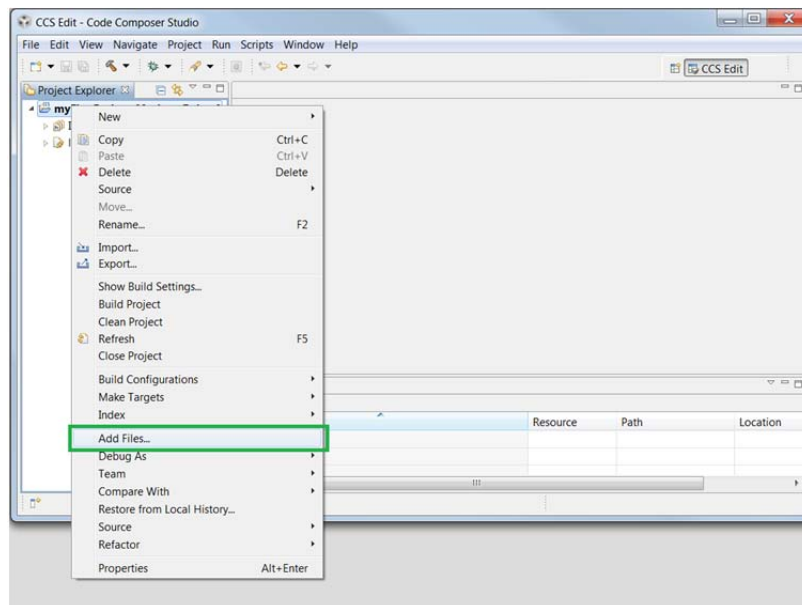 CCS Edit - Code Composer Studio
File Edit View Navigate Project Run Scripts Window Help
CCS Edit
Project Explorer
New
Copy Ctrl+C
Paste Ctrl+V
Delete Delete
Source
Move...
Rename... F2
Import...
Export...
Show Build Settings...
Build Project
Clean Project
Refresh F5
Close Project
Build Configurations
Make Targets
Index
Resource Path Location
Add Files...
Debug As
Team
Compare With
Restore from Local History...
Source
Refactor
Properties Alt+Enter